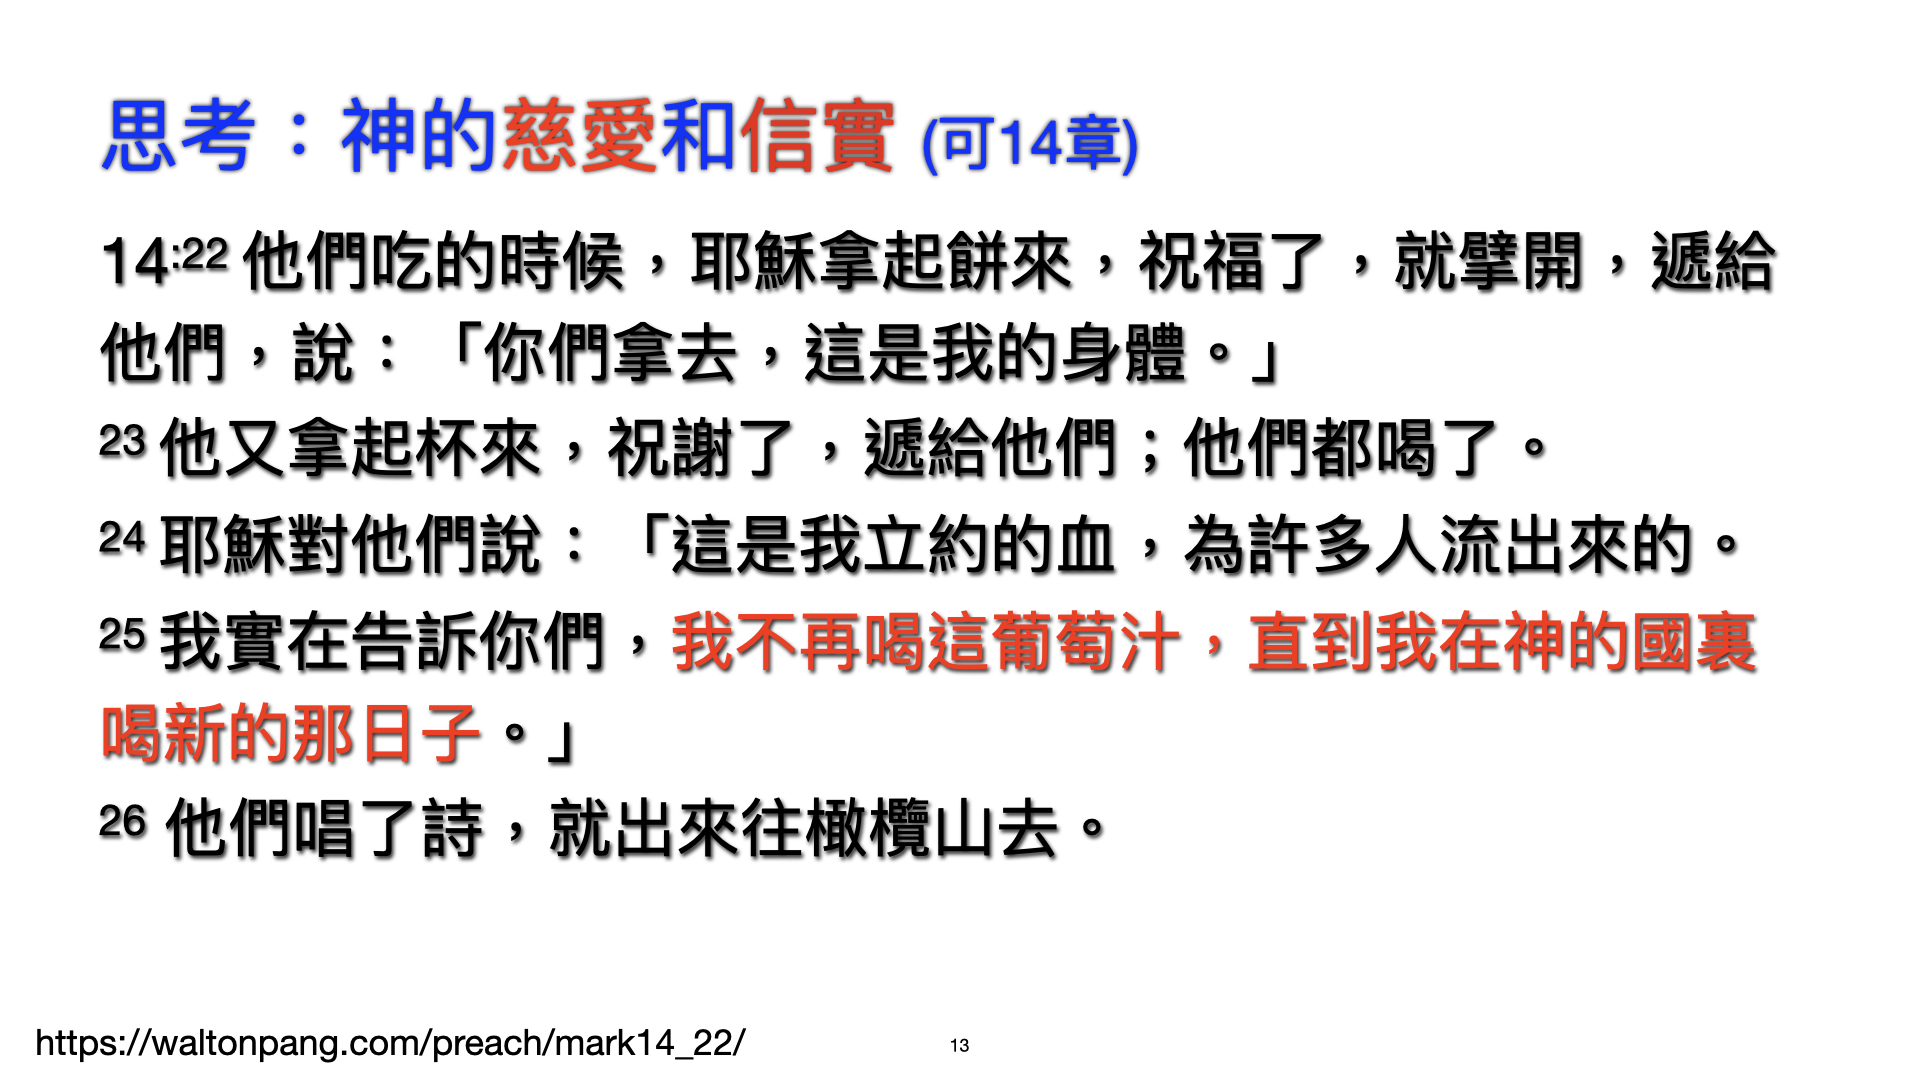 思考：神的慈愛和信實 (可14章)
14:22 他們吃的時候，耶穌拿起餅來，祝福了，就擘開，遞給
他們，說：「你們拿去，這是我的身體。」
23 他又拿起杯來，祝謝了，遞給他們；他們都喝了。
24 耶穌對他們說：「這是我立約的血，為許多人流出來的。
25 我實在告訴你們，我不再喝這葡萄汁，直到我在神的國裏
喝新的那日子。」
26 他們唱了詩，就出來往橄欖山去。
https://waltonpang.com/preach/mark14_22/
13